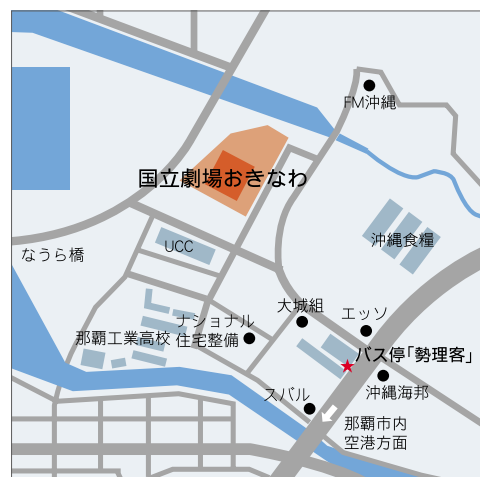 FM沖縄
国立劇場おきなわ
沖縄食糧
UCC
なうら橋
大城組
エッソ
ナショナル
住宅整備
那覇工業高校
バス停「勢理客」
沖縄海邦
スバル
那覇市内
空港方面